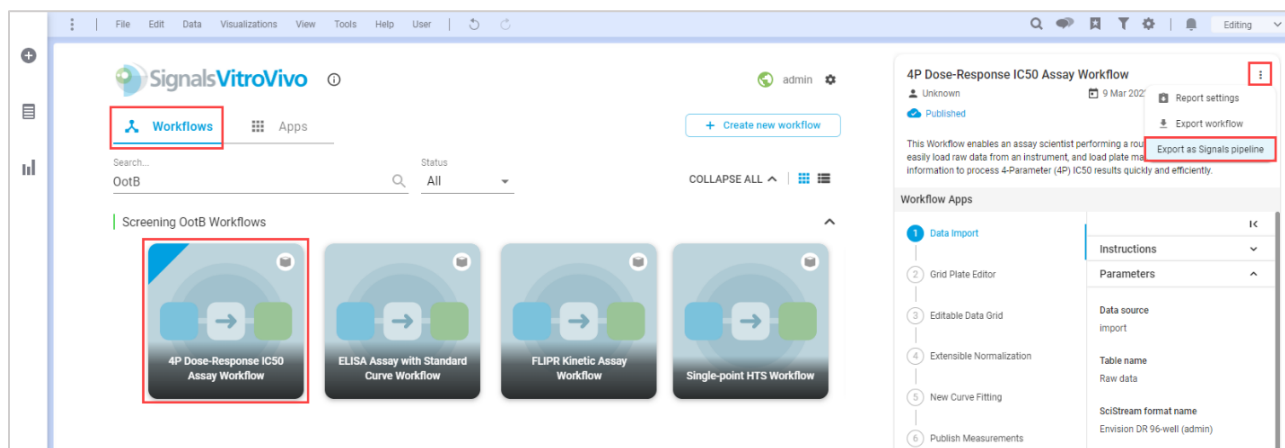 File Edit Data Visualizations View Tools Help User
Editing
SignalsVitroVivo
admin
Workflows
Apps
+ Create new workflow
Search...
OotB
Status
All
COLLAPSE ALL
Screening OotB Workflows
4P Dose-Response IC50
Assay Workflow
ELISA Assay with Standard
Curve Workflow
FLIPR Kinetic Assay
Workflow
Single-point HTS Workflow
4P Dose-Response IC50 Assay Workflow
Unknown
9 Mar 202
Published
Report settings
Export workflow
Export as Signals pipeline
This Workflow enables an assay scientist performing a rou
easily load raw data from an instrument, and load plate ma
information to process 4-Parameter (4P) IC50 results quickly and efficiently.
Workflow Apps
1 Data Import
2 Grid Plate Editor
3 Editable Data Grid
4 Extensible Normalization
5 New Curve Fitting
6 Publish Measurements
Instructions
Parameters
Data source
import
Table name
Raw data
SciStream format name
Envision DR 96-well (admin)